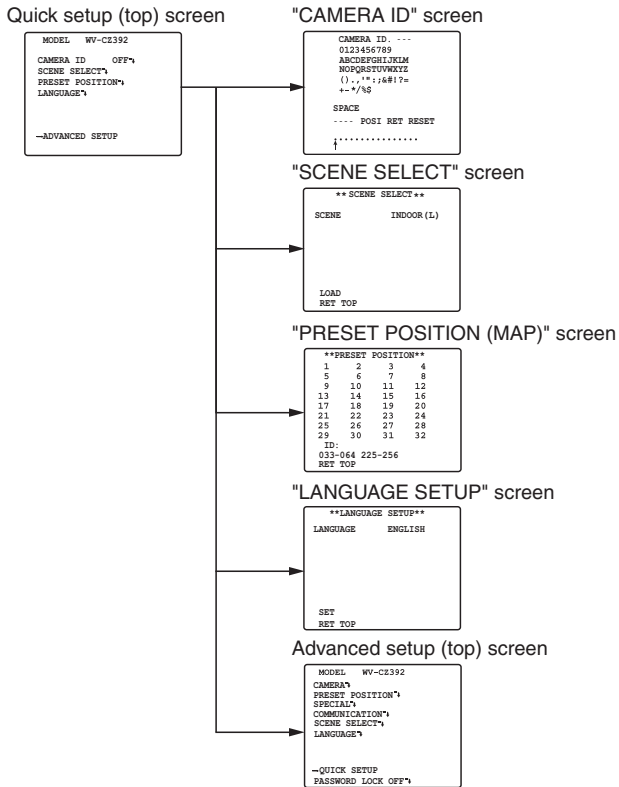 Quick setup (top) screen
MODEL WV-CZ392
CAMERA ID OFF↴
SCENE SELECT↴
PRESET POSITION↴
LANGUAGE↴
→ADVANCED SETUP
"CAMERA ID" screen
CAMERA ID. ---
0123456789
ABCDEFGHIJKLM
NOPQRSTUVWXYZ
().,'":;&#!?=
+-*/%$
SPACE
---- POSI RET RESET
................
↑
"SCENE SELECT" screen
**SCENE SELECT**
SCENE INDOOR(L)
LOAD
RET TOP
"PRESET POSITION (MAP)" screen
**PRESET POSITION**
1 2 3 4
5 6 7 8
9 10 11 12
13 14 15 16
17 18 19 20
21 22 23 24
25 26 27 28
29 30 31 32
ID:
033-064 225-256
RET TOP
"LANGUAGE SETUP" screen
**LANGUAGE SETUP**
LANGUAGE ENGLISH
SET
RET TOP
Advanced setup (top) screen
MODEL WV-CZ392
CAMERA↴
PRESET POSITION↴
SPECIAL↴
COMMUNICATION↴
SCENE SELECT↴
LANGUAGE↴
→QUICK SETUP
PASSWORD LOCK OFF↴